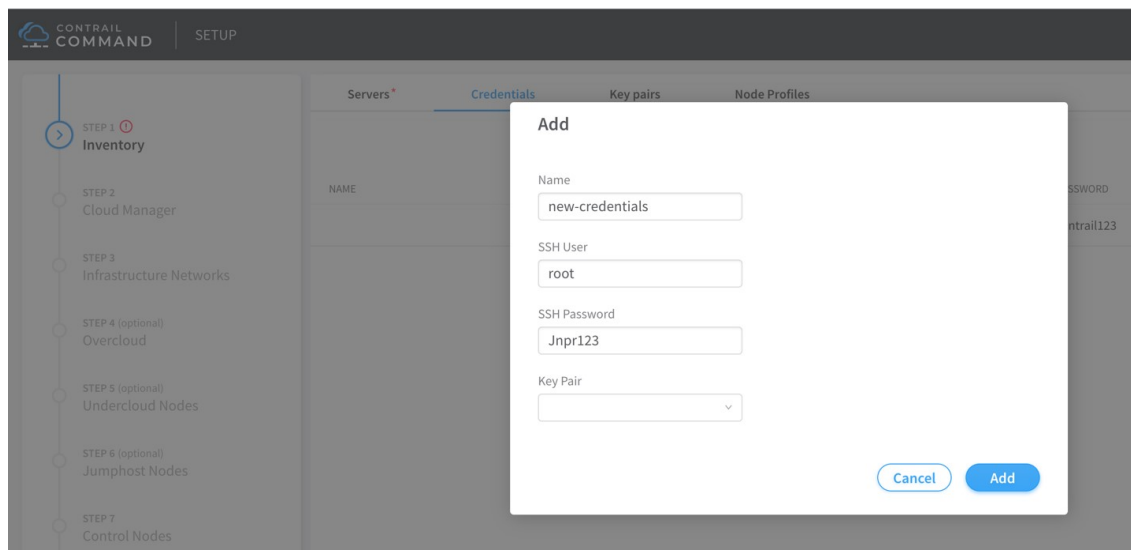 CONTRAIL
COMMAND
SETUP
Servers*
Credentials
Key pairs
Node Profiles
STEP 1
Inventory
STEP 2
Cloud Manager
STEP 3
Infrastructure Networks
STEP 4 (optional)
Overcloud
STEP 5 (optional)
Undercloud Nodes
STEP 6 (optional)
Jumphost Nodes
STEP 7
Control Nodes
NAME
SSWORD
ntrail123
Add
Name
new-credentials
SSH User
root
SSH Password
Jnpr123
Key Pair
Cancel
Add